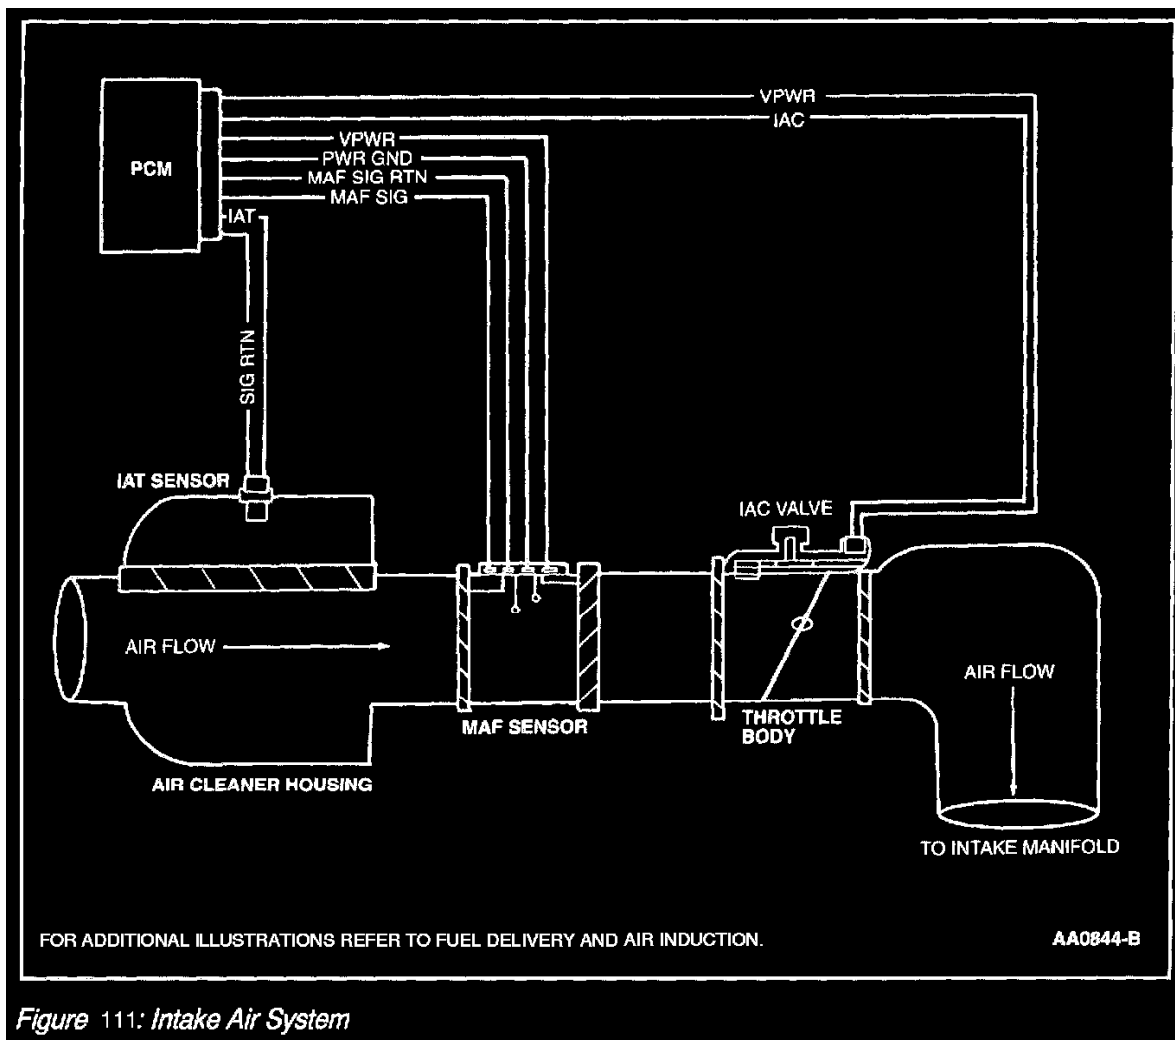 VPWR
IAC
VPWR
PWR GND
MAF SIG RTN
MAF SIG
PCM
IAT
SIG RTN
IAT SENSOR
IAC VALVE
AIR FLOW
AIR FLOW
MAF SENSOR
THROTTLE
BODY
AIR CLEANER HOUSING
TO INTAKE MANIFOLD
FOR ADDITIONAL ILLUSTRATIONS REFER TO FUEL DELIVERY AND AIR INDUCTION.
AA0844-B
Figure 111: Intake Air System